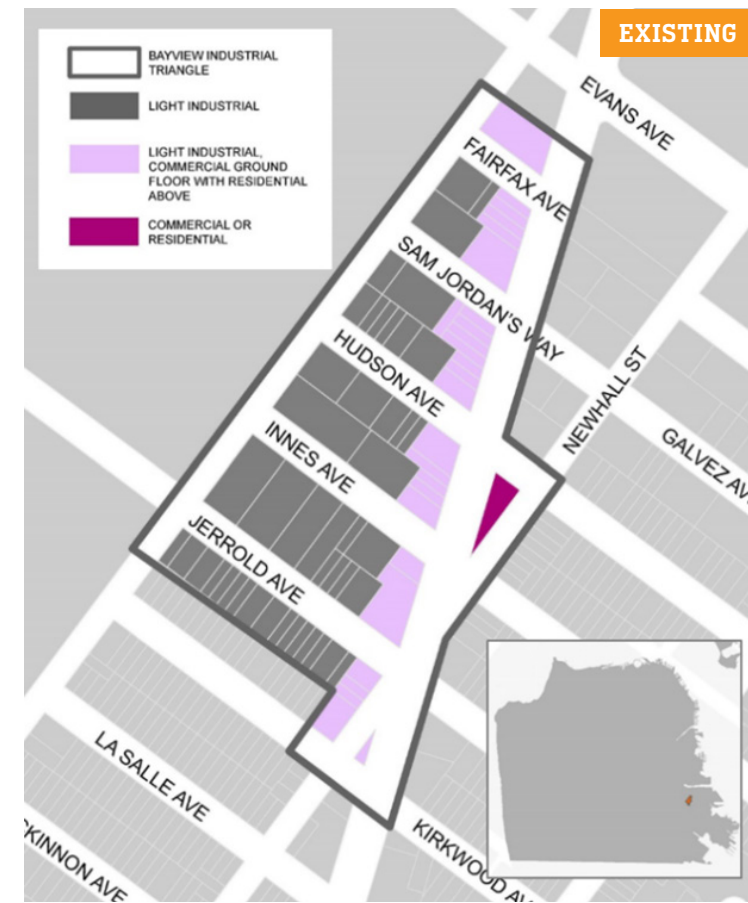 EXISTING
BAYVIEW INDUSTRIAL
TRIANGLE
LIGHT INDUSTRIAL
LIGHT INDUSTRIAL,
COMMERCIAL GROUND
FLOOR WITH RESIDENTIAL
ABOVE
COMMERCIAL OR
RESIDENTIAL
EVANS AVE
FAIRFAX AVE
SAM JORDAN'S WAY
HUDSON AVE
NEWHALL ST
INNES AVE
GALVEZ AV
JERROLD AVE
LA SALLE AVE
KIRKWOOD AV
CKINNON AVE